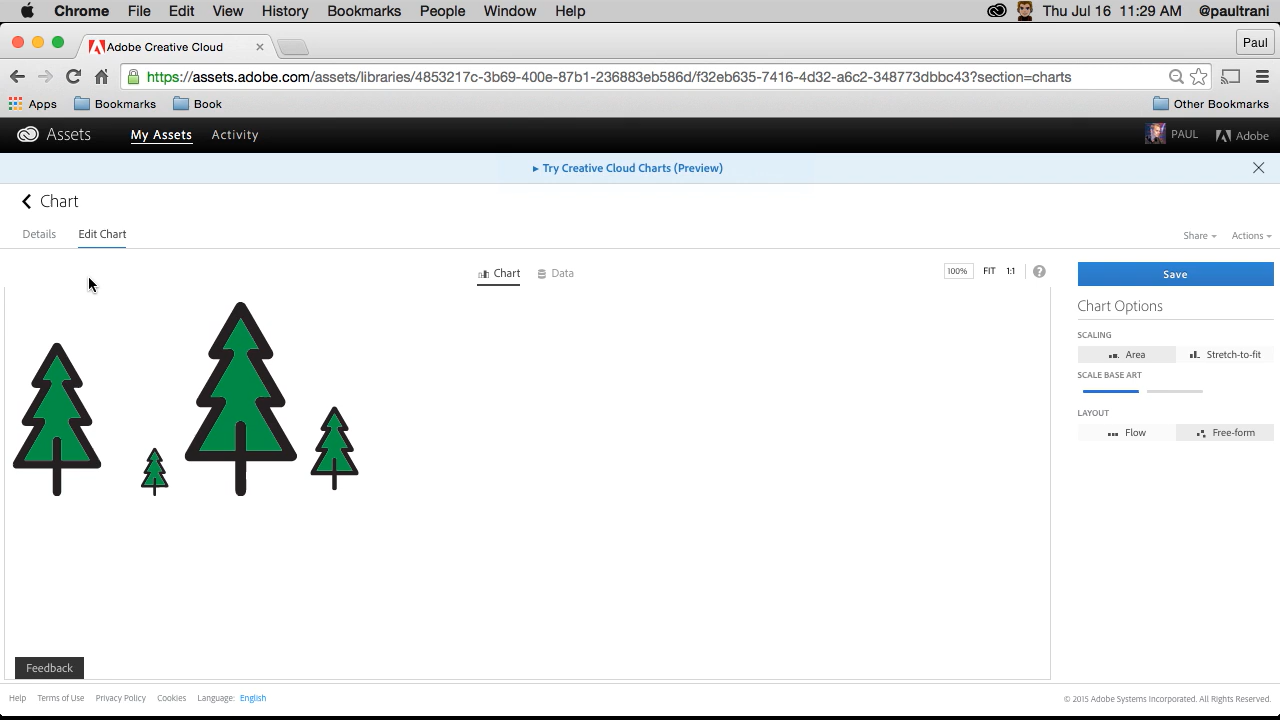 Chrome File Edit View History Bookmarks People Window Help Thu Jul 16 11:29 AM @paultrani
Adobe Creative Cloud Paul
https://assets.adobe.com/assets/libraries/4853217c-3b69-400e-87b1-236883eb586d/f32eb635-7416-4d32-a6c2-348773dbbc43?section=charts
Apps Bookmarks Book Other Bookmarks
Assets My Assets Activity PAUL Adobe
Try Creative Cloud Charts (Preview)
Chart
Details Edit Chart Share Actions
Chart Data 100% FIT 1:1 ? Save
Chart Options
SCALING
Area Stretch-to-fit
SCALE BASE ART
LAYOUT
Flow Free-form
Feedback
Help Terms of Use Privacy Policy Cookies Language: English © 2015 Adobe Systems Incorporated. All Rights Reserved.